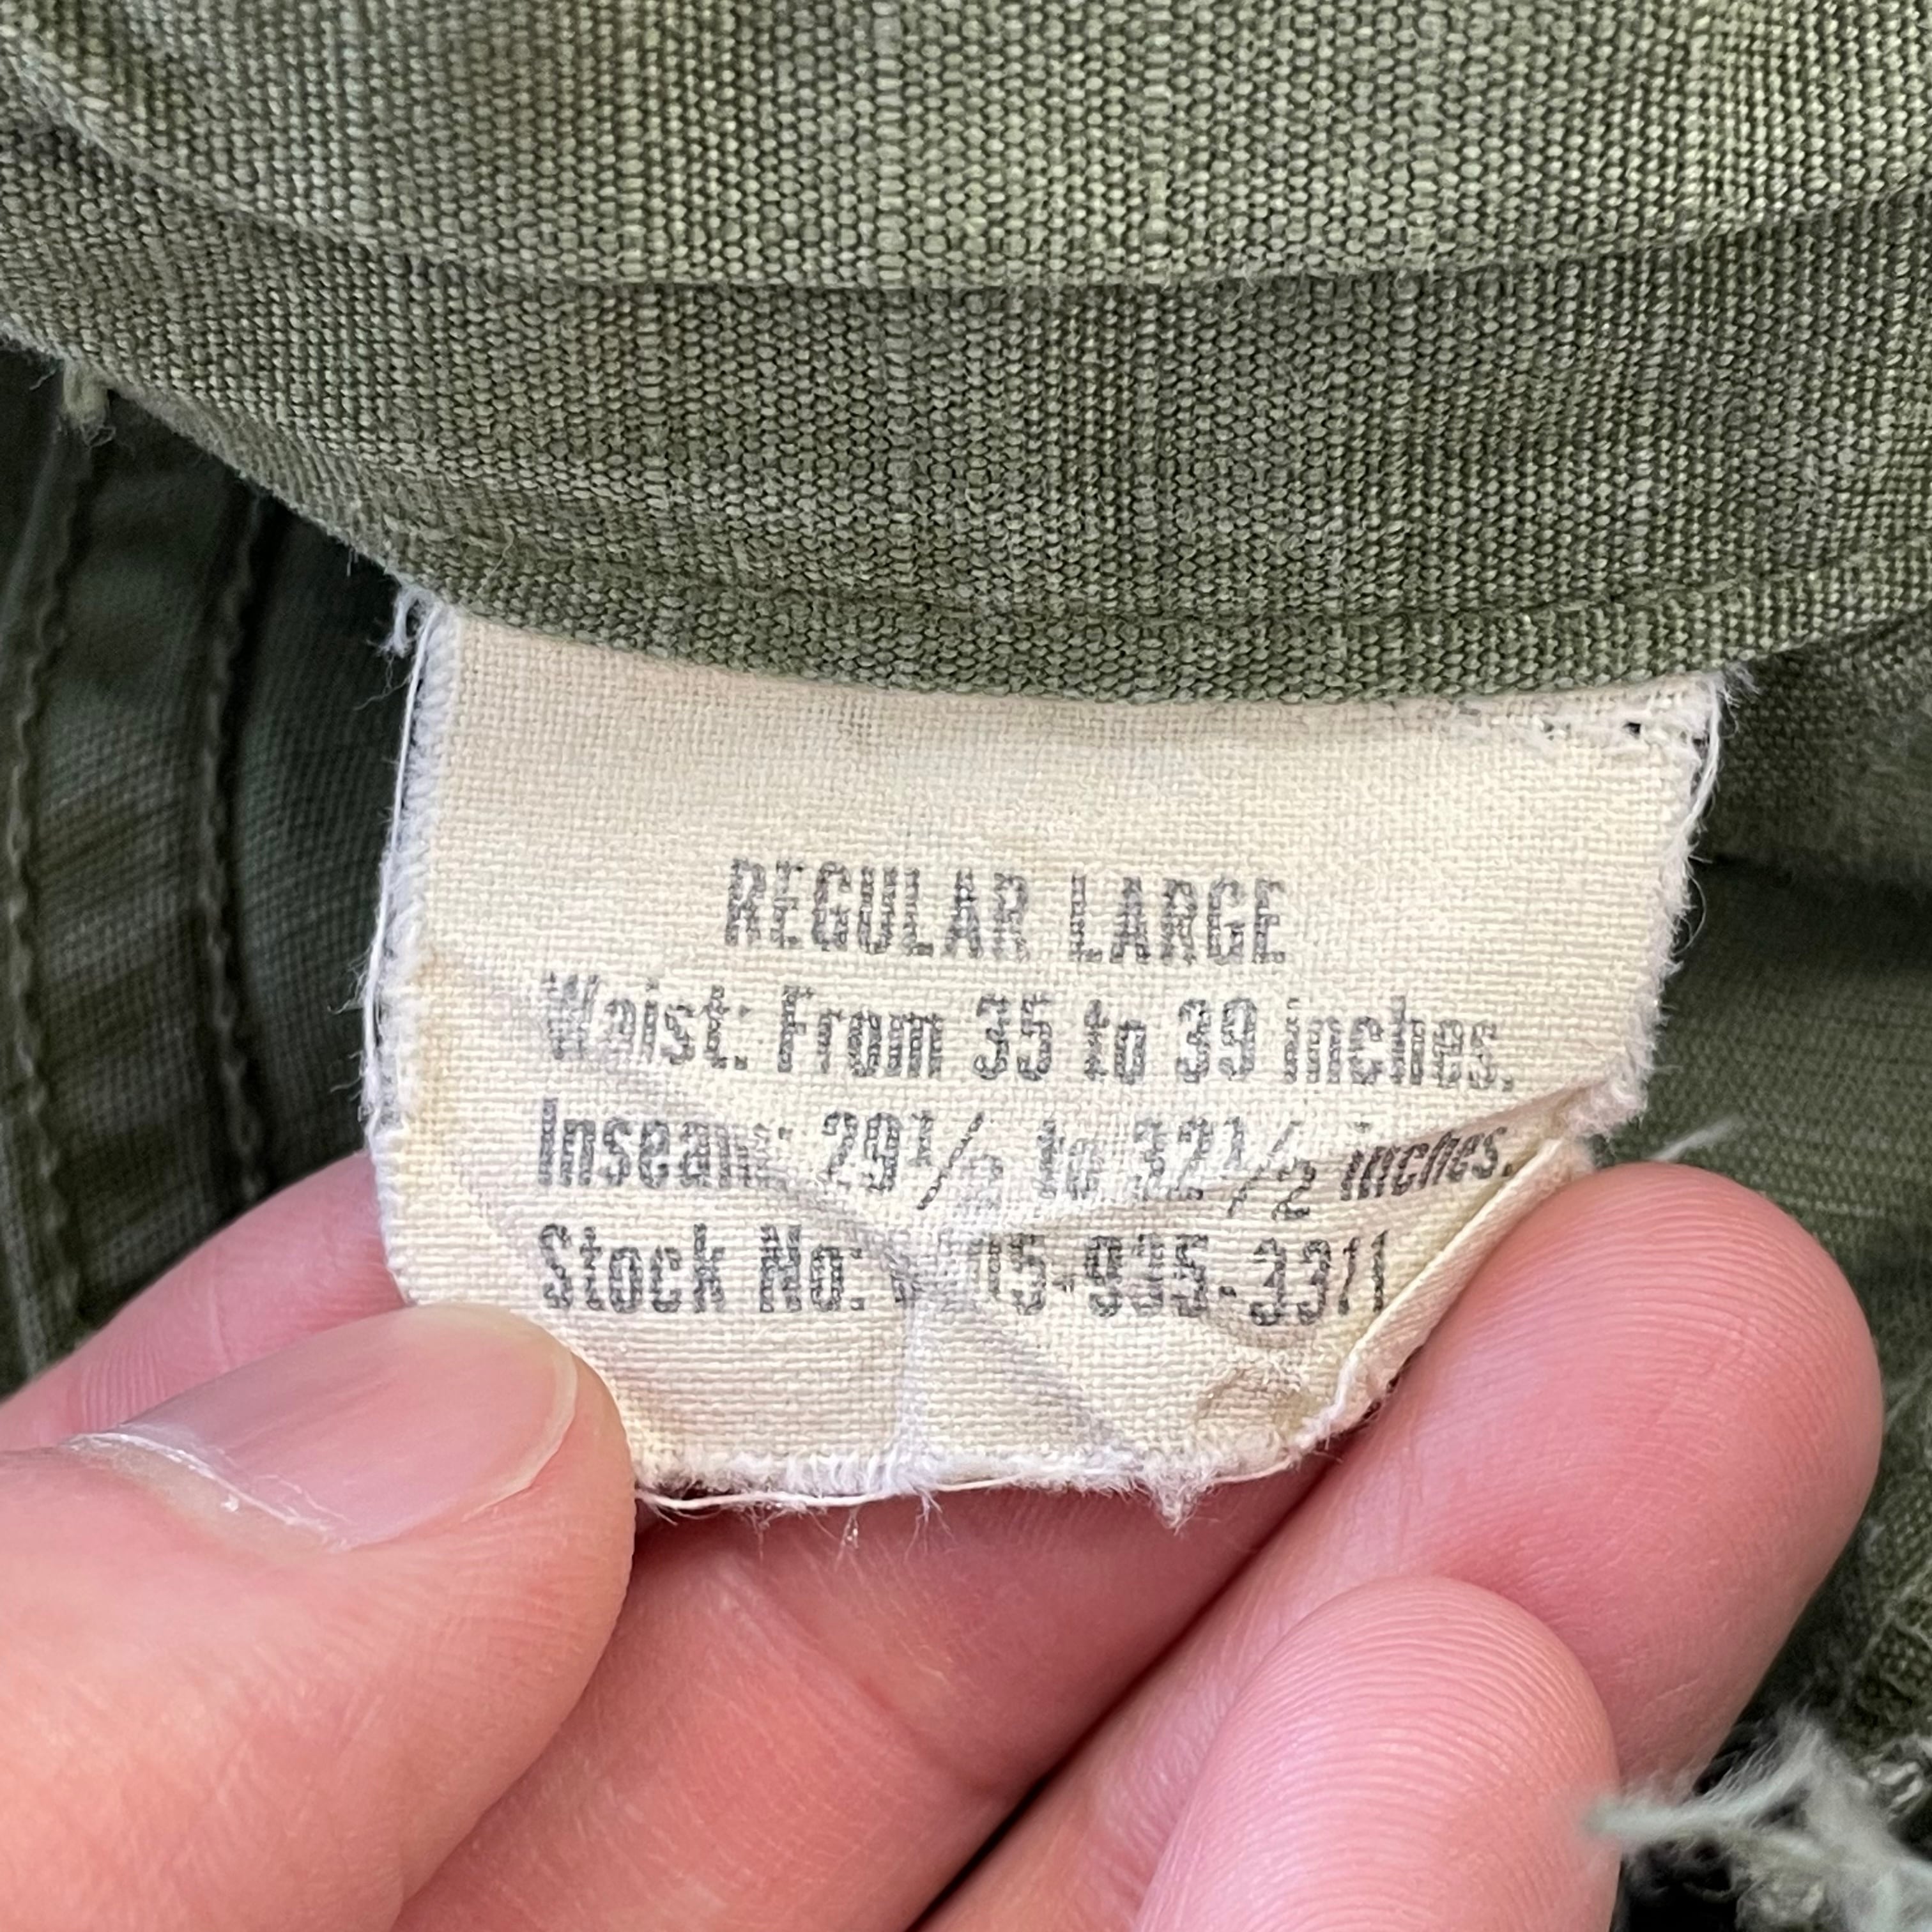 REGULAR LARGE
Waist: From 35 to 39 inches.
Inseam: 29½ to 32½ inches.
Stock No: